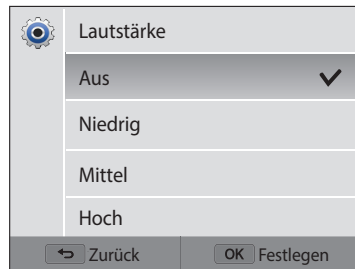 Lautstärke
Aus
Niedrig
Mittel
Hoch
Zurück
OK Festlegen